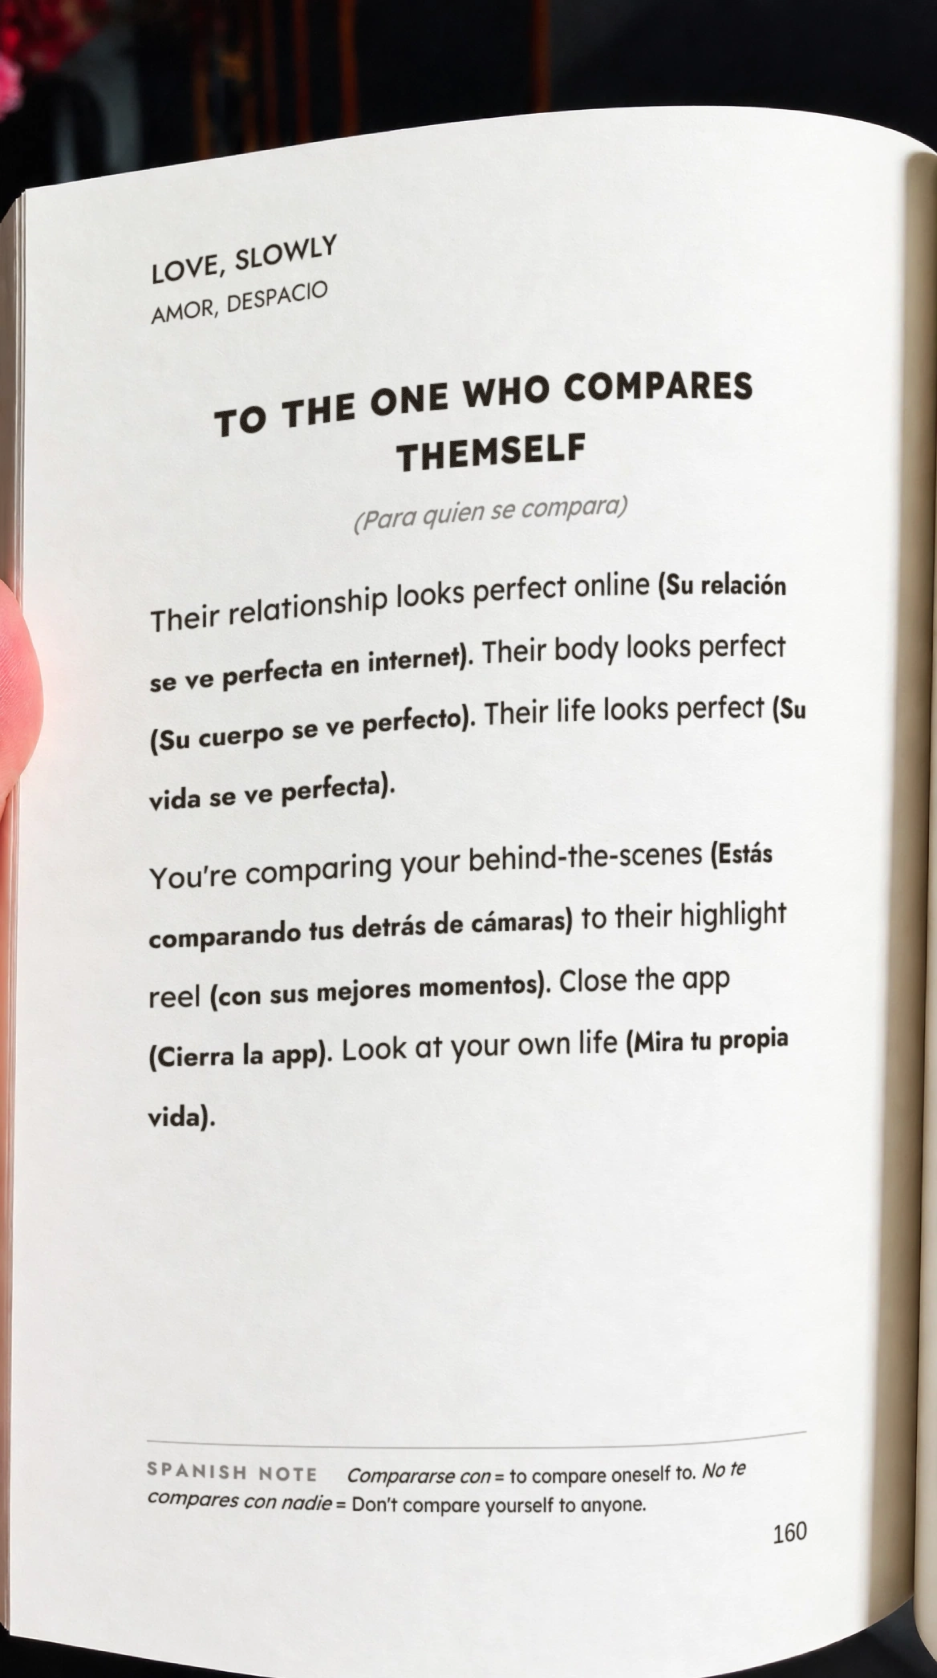 LOVE, SLOWLY
AMOR, DESPACIO
TO THE ONE WHO COMPARES
THEMSELF
(Para quien se compara)
Their relationship looks perfect online (Su relación
se ve perfecta en internet). Their body looks perfect
(Su cuerpo se ve perfecto). Their life looks perfect (Su
vida se ve perfecta).
You're comparing your behind-the-scenes (Estás
comparando tus detrás de cámaras) to their highlight
reel (con sus mejores momentos). Close the app
(Cierra la app). Look at your own life (Mira tu propia
vida).
SPANISH NOTE Compararse con = to compare oneself to. No te
compares con nadie = Don't compare yourself to anyone.
160